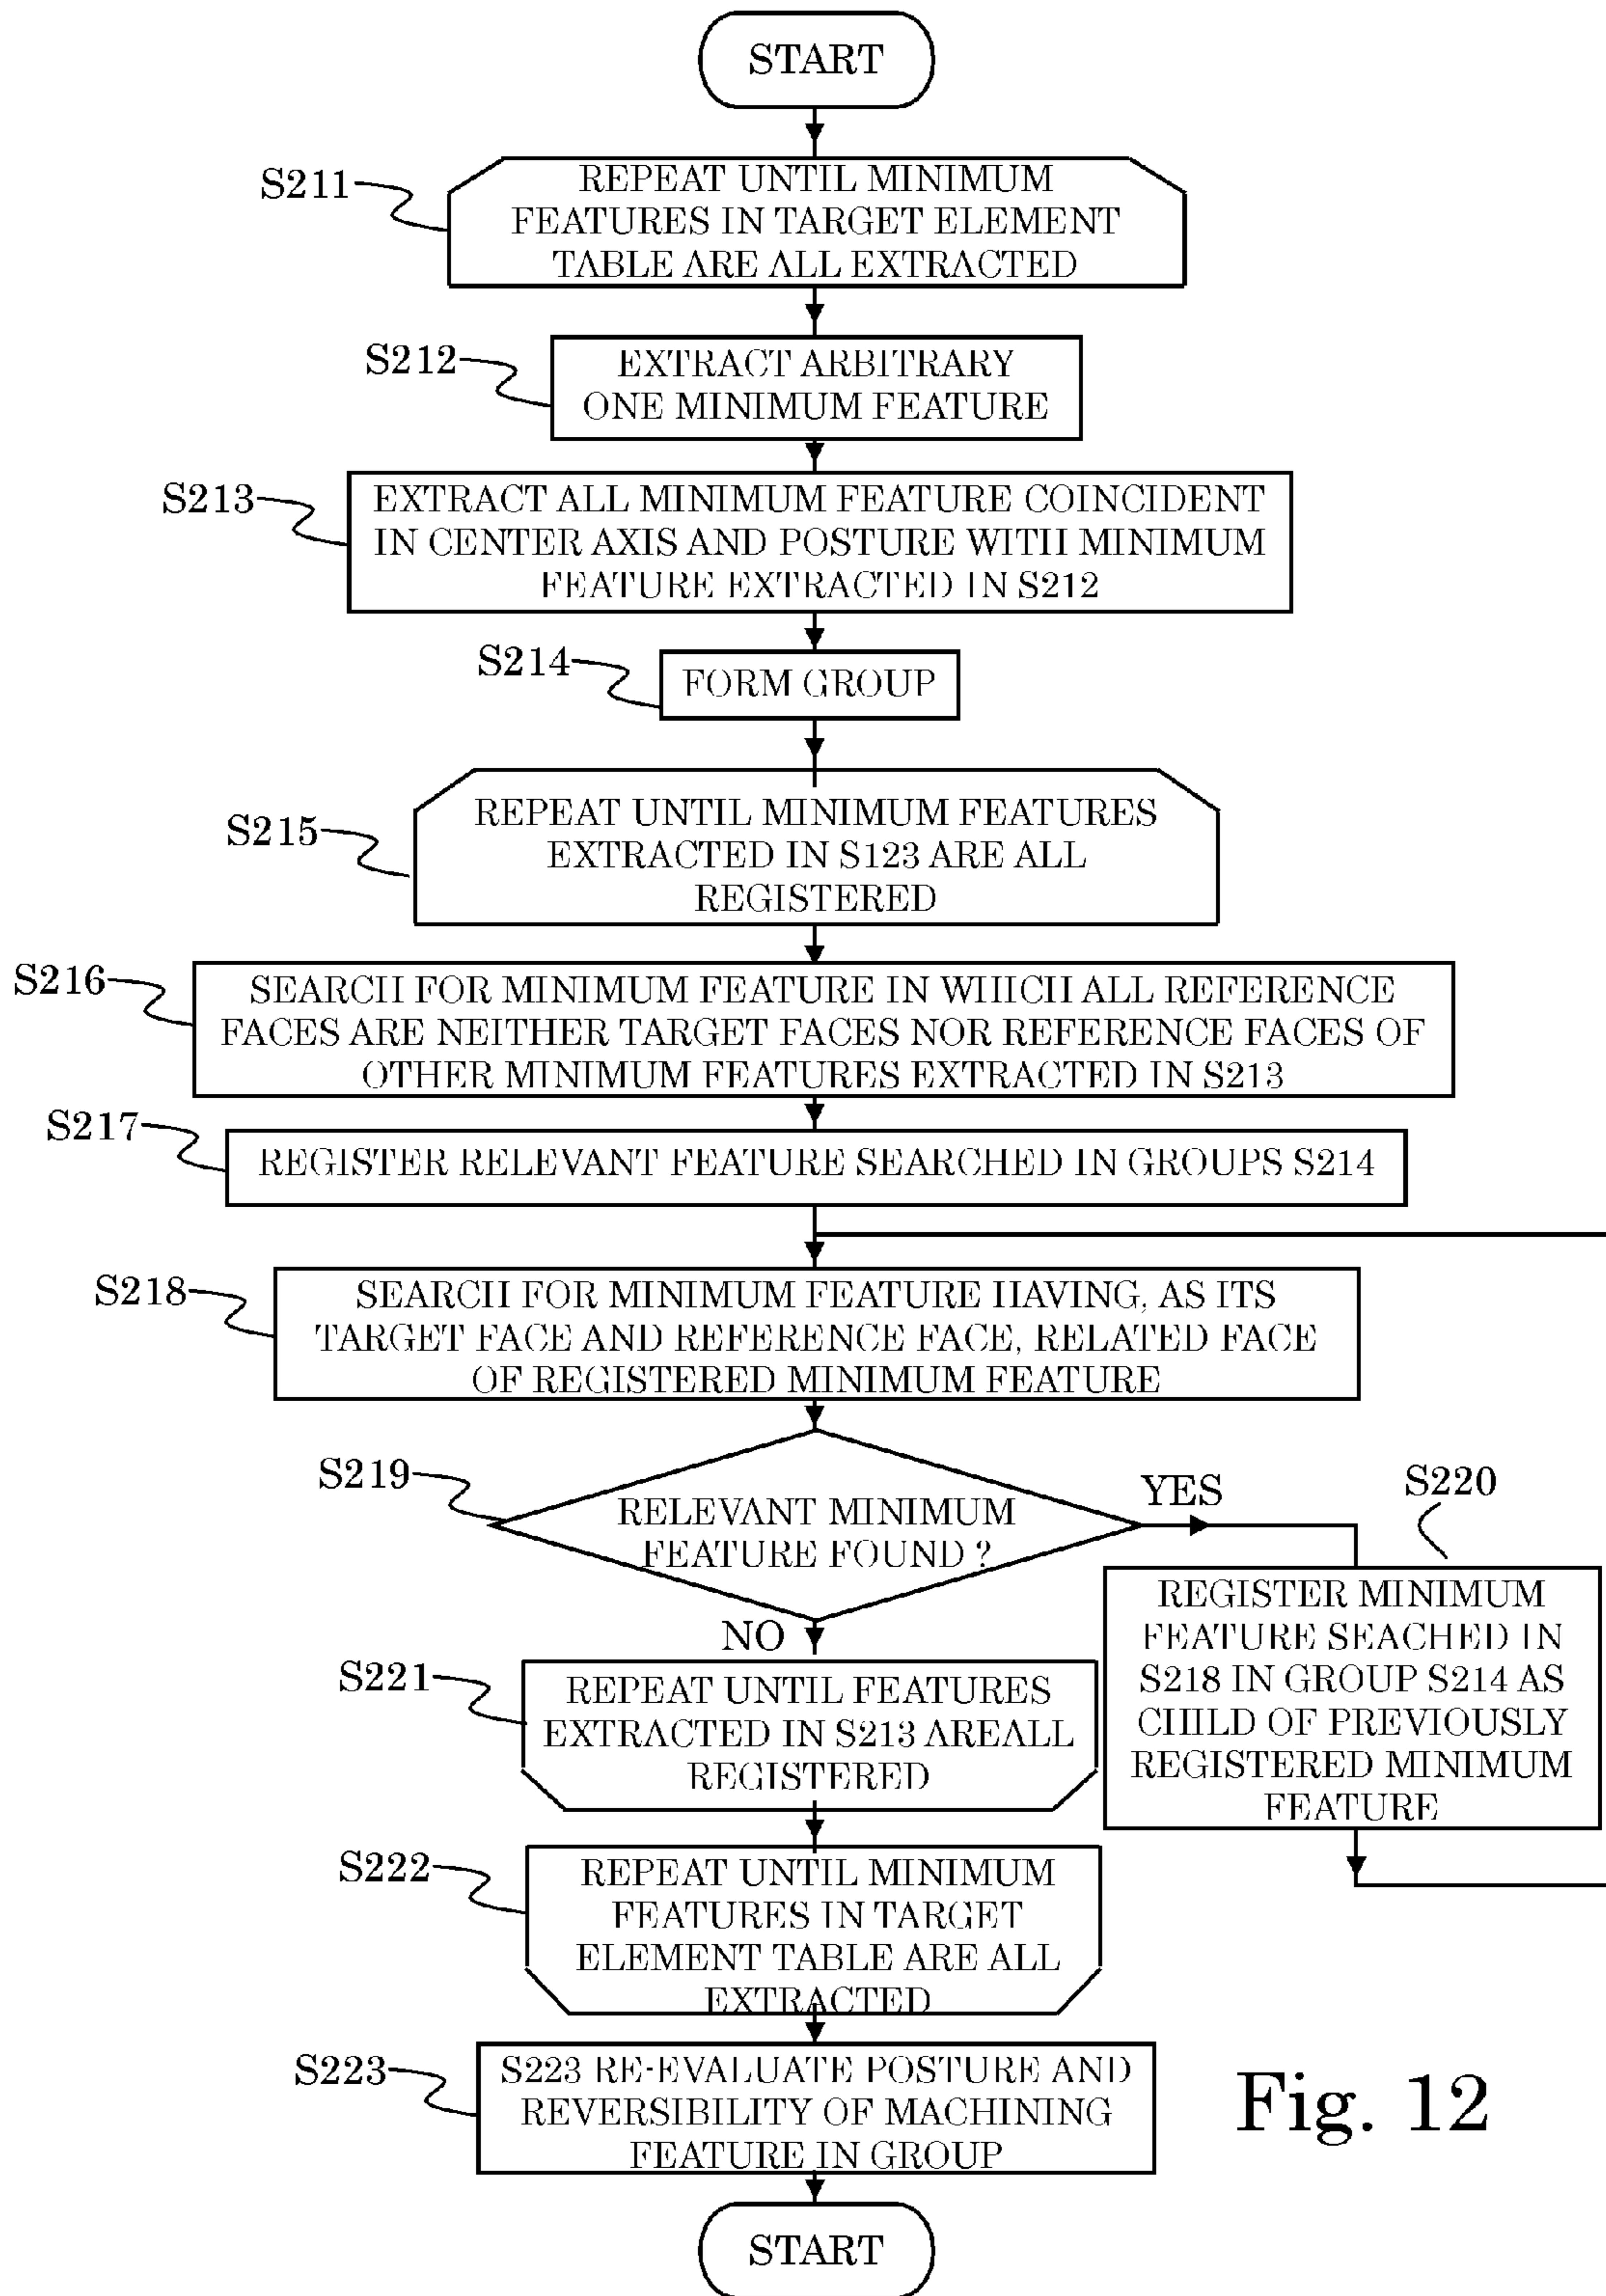 START
S211
REPEAT UNTIL MINIMUM
FEATURES IN TARGET ELEMENT
TABLE ARE ALL EXTRACTED
S212
EXTRACT ARBITRARY
ONE MINIMUM FEATURE
S213
EXTRACT ALL MINIMUM FEATURE COINCIDENT
IN CENTER AXIS AND POSTURE WITH MINIMUM
FEATURE EXTRACTED IN S212
S214
FORM GROUP
S215
REPEAT UNTIL MINIMUM FEATURES
EXTRACTED IN S123 ARE ALL
REGISTERED
S216
SEARCH FOR MINIMUM FEATURE IN WHICH ALL REFERENCE
FACES ARE NEITHER TARGET FACES NOR REFERENCE FACES OF
OTHER MINIMUM FEATURES EXTRACTED IN S213
S217
REGISTER RELEVANT FEATURE SEARCHED IN GROUPS S214
S218
SEARCH FOR MINIMUM FEATURE HAVING, AS ITS
TARGET FACE AND REFERENCE FACE, RELATED FACE
OF REGISTERED MINIMUM FEATURE
S219
RELEVANT MINIMUM
FEATURE FOUND ?
YES
NO
S220
REGISTER MINIMUM
FEATURE SEACHED IN
S218 IN GROUP S214 AS
CHILD OF PREVIOUSLY
REGISTERED MINIMUM
FEATURE
S221
REPEAT UNTIL FEATURES
EXTRACTED IN S213 AREALL
REGISTERED
S222
REPEAT UNTIL MINIMUM
FEATURES IN TARGET
ELEMENT TABLE ARE ALL
EXTRACTED
S223
S223 RE-EVALUATE POSTURE AND
REVERSIBILITY OF MACHINING
FEATURE IN GROUP
START
Fig. 12